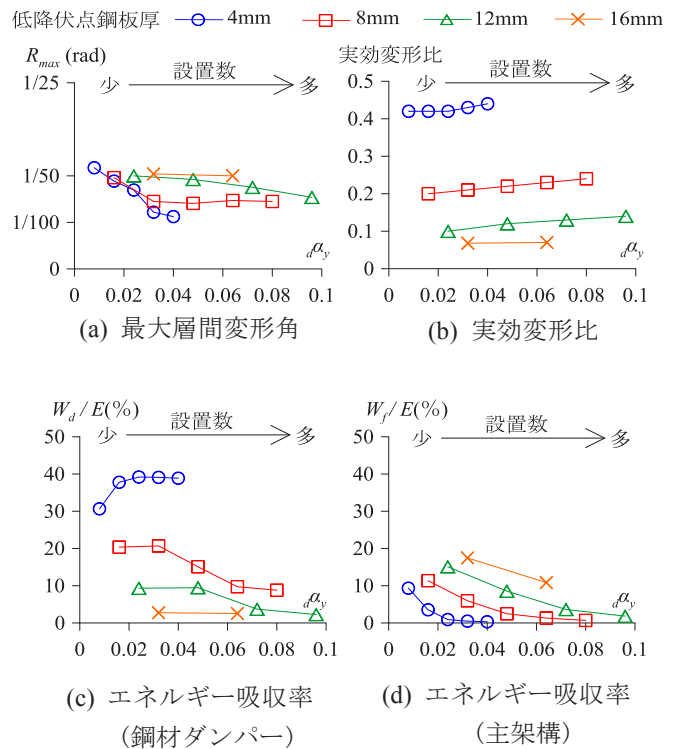 低降伏点鋼板厚 4mm 8mm 12mm 16mm
R_max (rad)
少 設置数 多
1/25
1/50
1/100
0
dαy
0 0.02 0.04 0.06 0.08 0.1
(a) 最大層間変形角
実効変形比
少 設置数 多
0.5
0.4
0.3
0.2
0.1
0
dαy
0 0.02 0.04 0.06 0.08 0.1
(b) 実効変形比
W_d / E(%)
少 設置数 多
50
40
30
20
10
0
dαy
0 0.02 0.04 0.06 0.08 0.1
(c) エネルギー吸収率
（鋼材ダンパー）
W_f / E(%)
少 設置数 多
50
40
30
20
10
0
dαy
0 0.02 0.04 0.06 0.08 0.1
(d) エネルギー吸収率
（主架構）